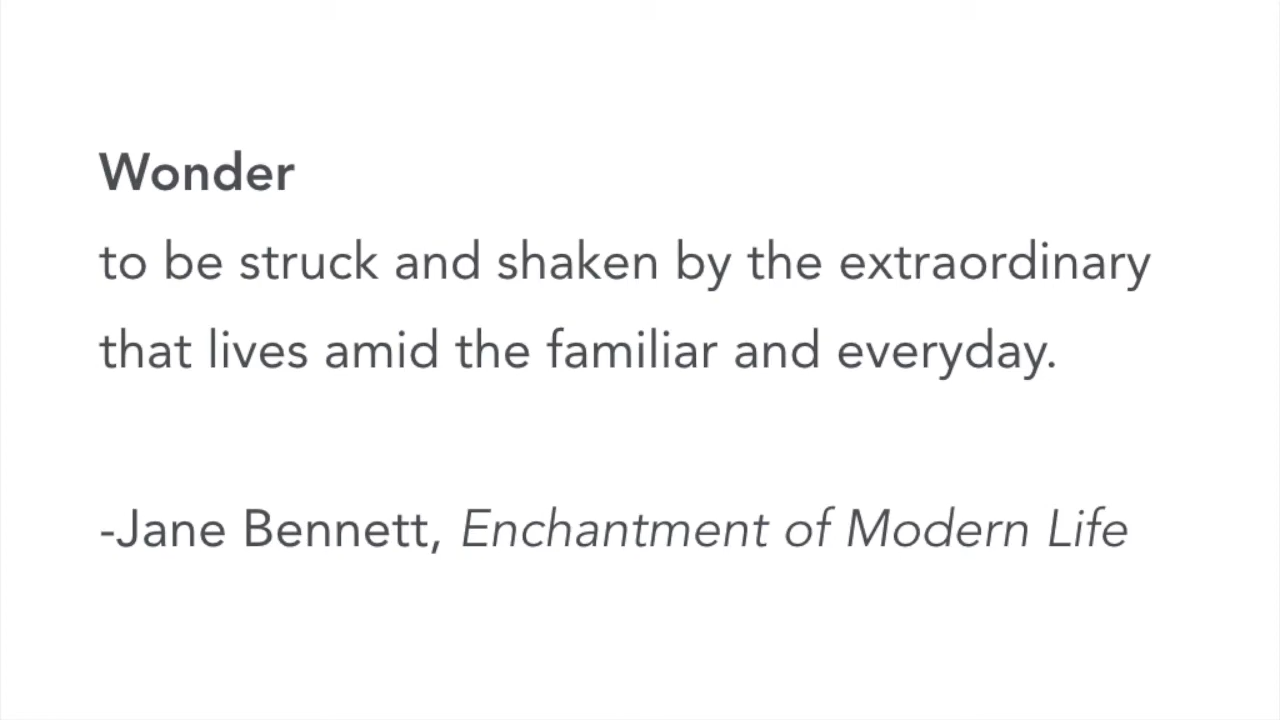 Wonder
to be struck and shaken by the extraordinary
that lives amid the familiar and everyday.
-Jane Bennett, Enchantment of Modern Life